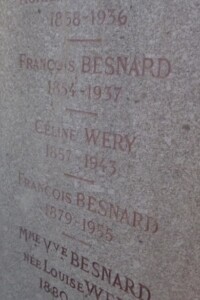 1858-1936
FRANÇOIS BESNARD
1854-1937
CÉLINE WERY
1857-1943
FRANÇOIS BESNARD
1879-1955
MME VVE BESNARD
NÉE LOUISE
1880